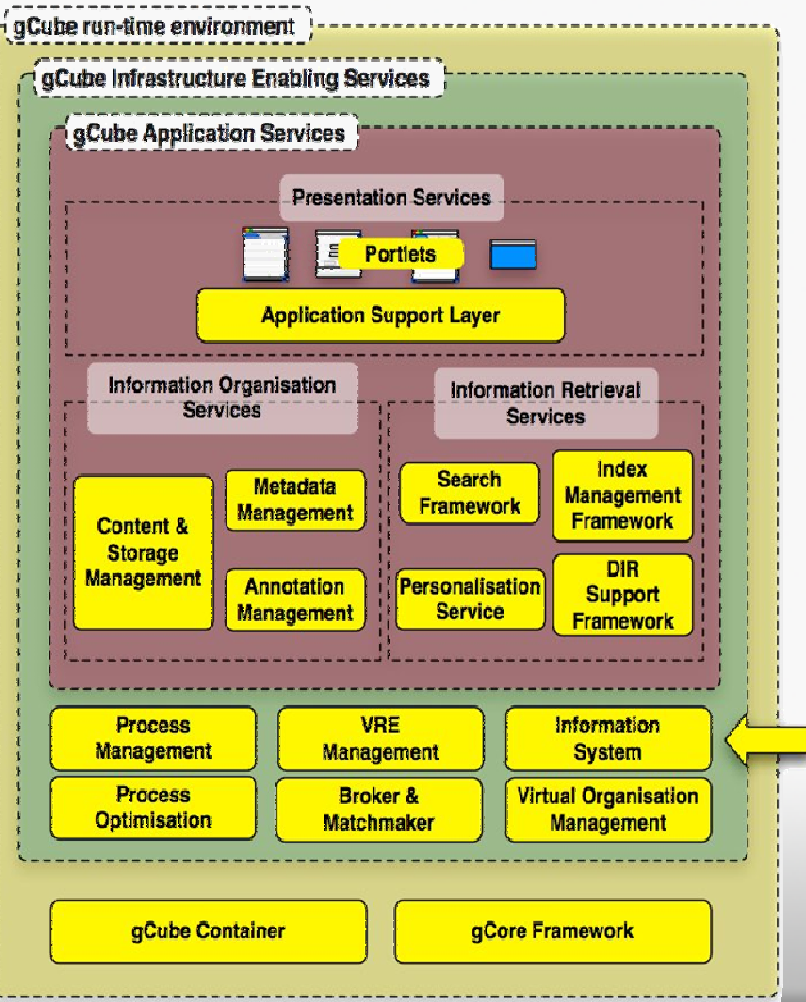 gCube run-time environment
gCube Infrastructure Enabling Services
gCube Application Services
Presentation Services
Portlets
Application Support Layer
Information Organisation
Services
Information Retrieval
Services
Content &
Storage
Management
Metadata
Management
Annotation
Management
Search
Framework
Index
Management
Framework
Personalisation
Service
DIR
Support
Framework
Process
Management
VRE
Management
Information
System
Process
Optimisation
Broker &
Matchmaker
Virtual Organisation
Management
gCube Container
gCore Framework